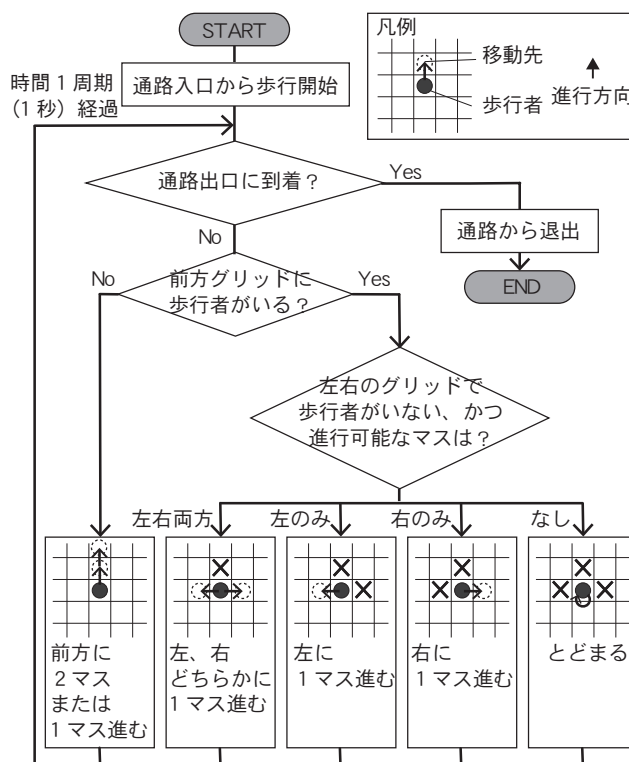 START
凡例
移動先
歩行者
進行方向
時間１周期
(１秒) 経過
通路入口から歩行開始
通路出口に到着？
Yes
No
通路から退出
END
前方グリッドに
歩行者がいる？
No
Yes
左右のグリッドで
歩行者がいない、かつ
進行可能なマスは？
左右両方
左のみ
右のみ
なし
前方に
２マス
または
１マス進む
左、右
どちらかに
１マス進む
左に
１マス進む
右に
１マス進む
とどまる